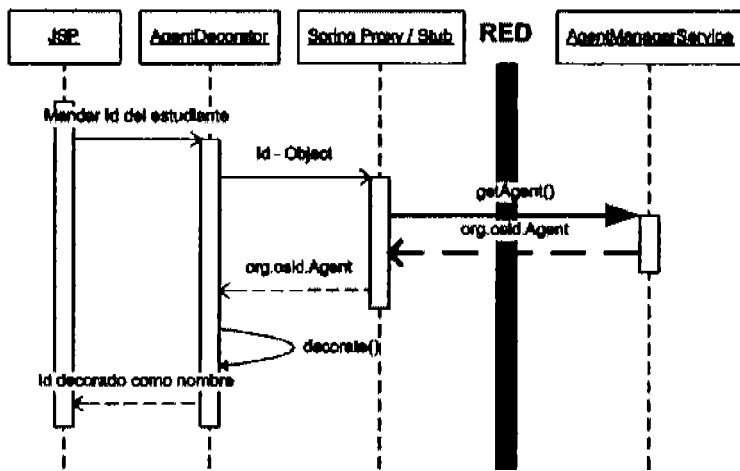 JSP
AgentDecorator
Spring Proxy / Stub
RED
AgentManagerService
Mandar Id del estudiante
Id - Object
getAgent()
org.osid.Agent
org.osid.Agent
decorate()
Id decorado como nombre